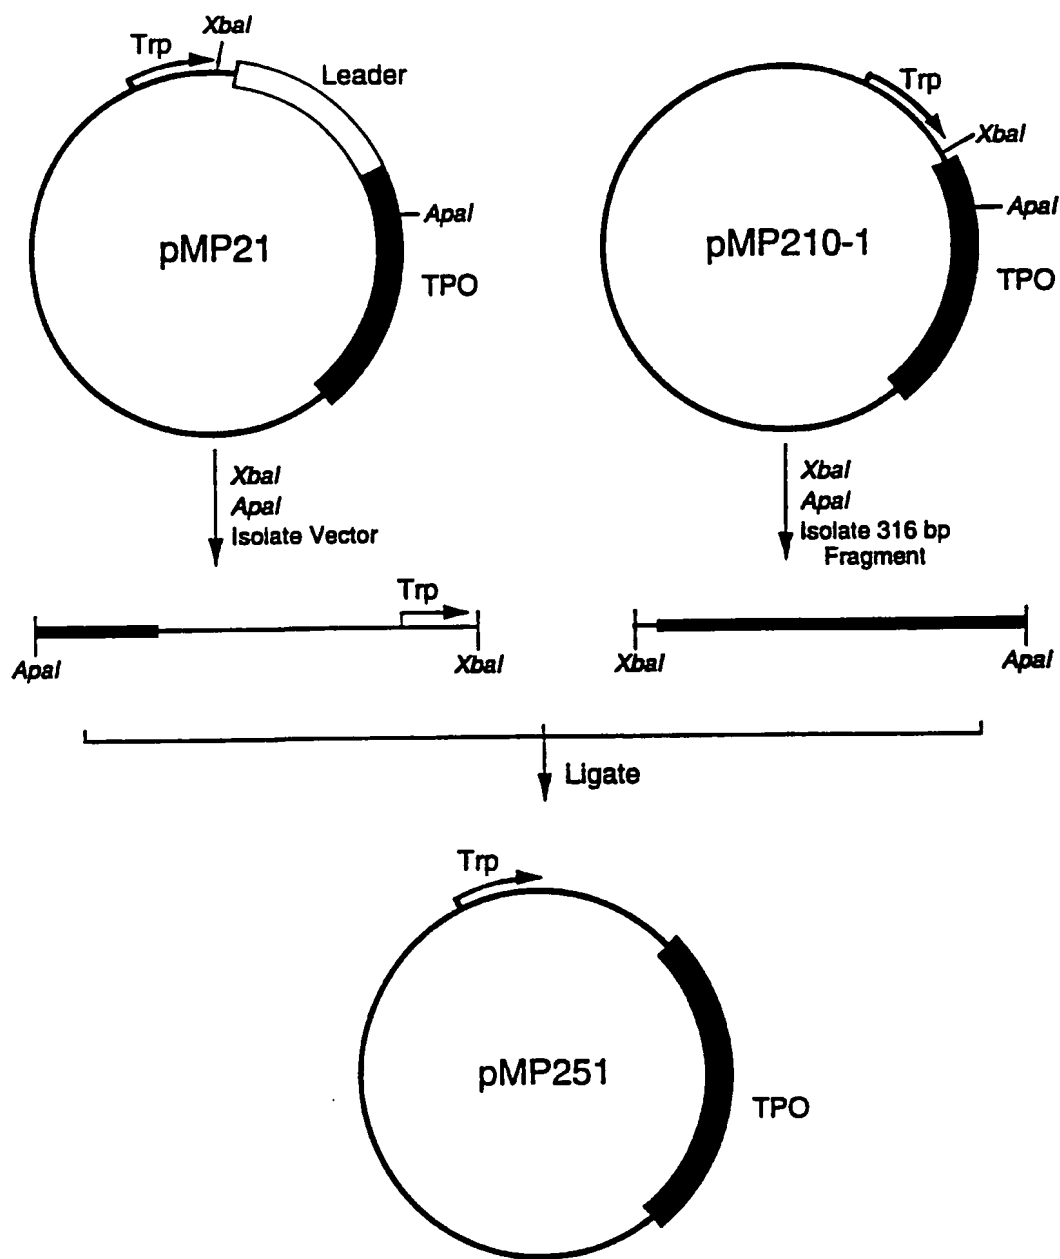 XbaI
Trp
Leader
ApaI
pMP21
TPO
Trp
XbaI
ApaI
pMP210-1
TPO
XbaI
ApaI
Isolate Vector
XbaI
ApaI
Isolate 316 bp
Fragment
Trp
ApaI
XbaI
XbaI
ApaI
Ligate
Trp
pMP251
TPO